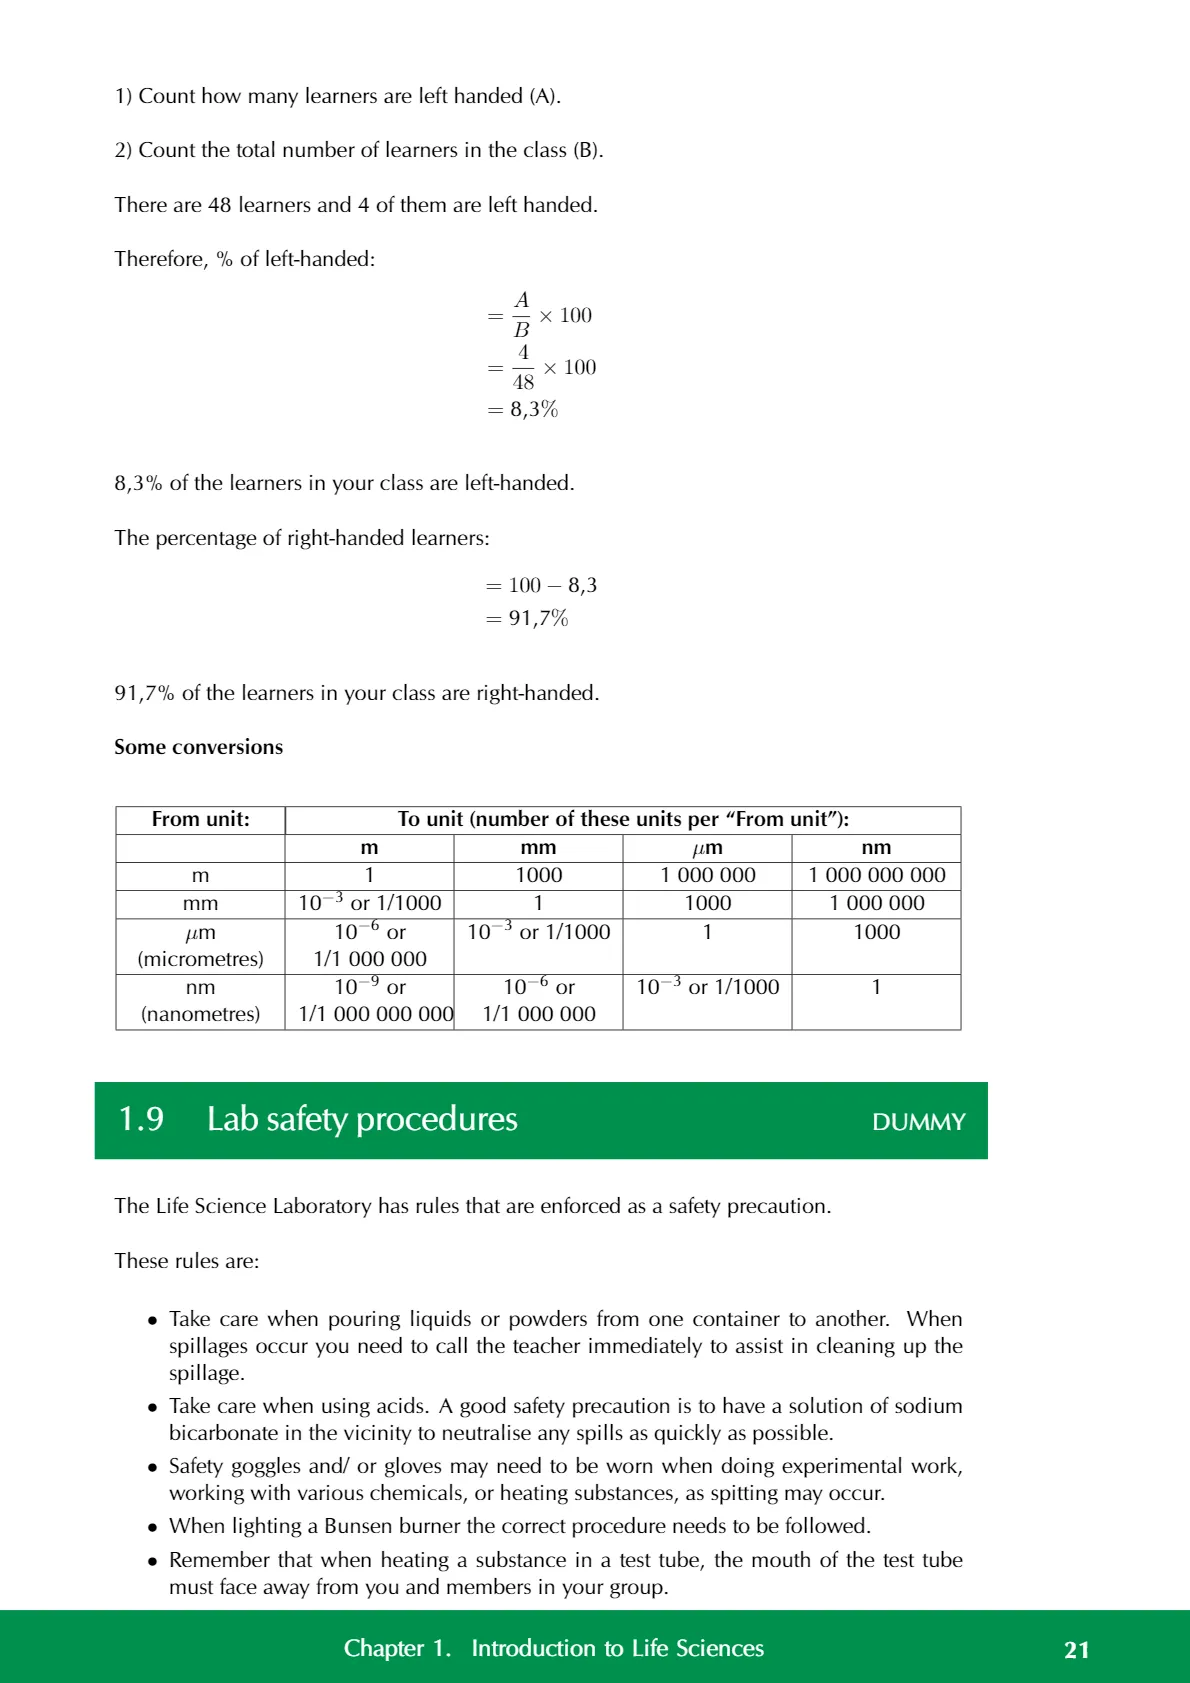 1) Count how many learners are left handed (A).
2) Count the total number of learners in the class (B).
There are 48 learners and 4 of them are left handed.
Therefore, % of left-handed:
= A/B × 100
= 4/48 × 100
= 8,3%
8,3% of the learners in your class are left-handed.
The percentage of right-handed learners:
= 100 − 8,3
= 91,7%
91,7% of the learners in your class are right-handed.
Some conversions
From unit: To unit (number of these units per “From unit”):
m mm μm nm
m 1 1000 1 000 000 1 000 000 000
mm 10⁻³ or 1/1000 1 1000 1 000 000
μm 10⁻⁶ or 10⁻³ or 1/1000 1 1000
(micrometres) 1/1 000 000
nm 10⁻⁹ or 10⁻⁶ or 10⁻³ or 1/1000 1
(nanometres) 1/1 000 000 000 1/1 000 000
1.9 Lab safety procedures DUMMY
The Life Science Laboratory has rules that are enforced as a safety precaution.
These rules are:
• Take care when pouring liquids or powders from one container to another. When
spillages occur you need to call the teacher immediately to assist in cleaning up the
spillage.
• Take care when using acids. A good safety precaution is to have a solution of sodium
bicarbonate in the vicinity to neutralise any spills as quickly as possible.
• Safety goggles and/ or gloves may need to be worn when doing experimental work,
working with various chemicals, or heating substances, as spitting may occur.
• When lighting a Bunsen burner the correct procedure needs to be followed.
• Remember that when heating a substance in a test tube, the mouth of the test tube
must face away from you and members in your group.
Chapter 1. Introduction to Life Sciences 21